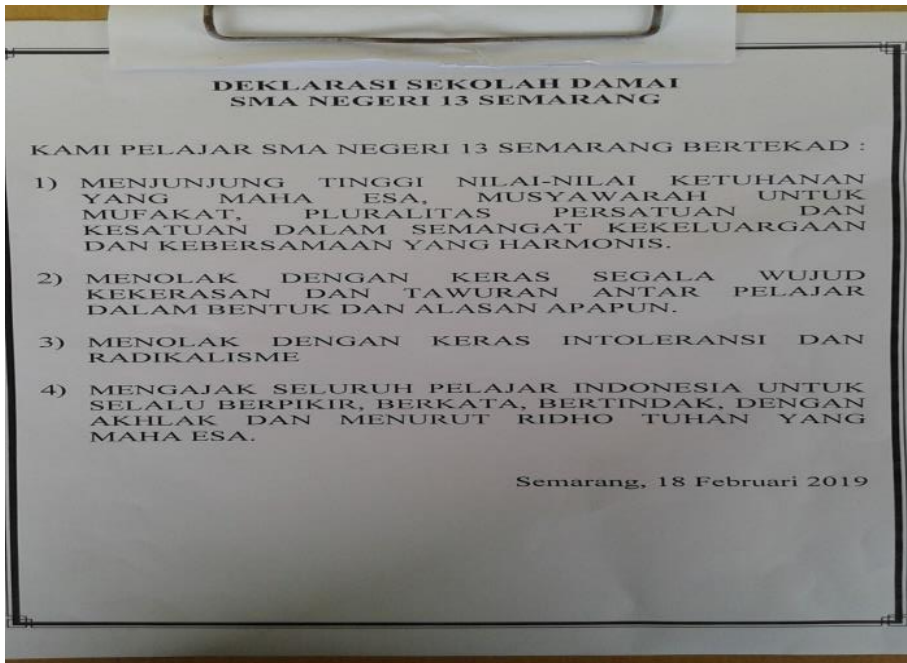 DEKLARASI SEKOLAH DAMAI
SMA NEGERI 13 SEMARANG
KAMI PELAJAR SMA NEGERI 13 SEMARANG BERTEKAD :
1) MENJUNJUNG TINGGI NILAI-NILAI KETUHANAN
YANG MAHA ESA, MUSYAWARAH UNTUK
MUFAKAT, PLURALITAS PERSATUAN DAN
KESATUAN DALAM SEMANGAT KEKELUARGAAN
DAN KEBERSAMAAN YANG HARMONIS.
2) MENOLAK DENGAN KERAS SEGALA WUJUD
KEKERASAN DAN TAWURAN ANTAR PELAJAR
DALAM BENTUK DAN ALASAN APAPUN.
3) MENOLAK DENGAN KERAS INTOLERANSI DAN
RADIKALISME
4) MENGAJAK SELURUH PELAJAR INDONESIA UNTUK
SELALU BERPIKIR, BERKATA, BERTINDAK, DENGAN
AKHLAK DAN MENURUT RIDHO TUHAN YANG
MAHA ESA.
Semarang, 18 Februari 2019